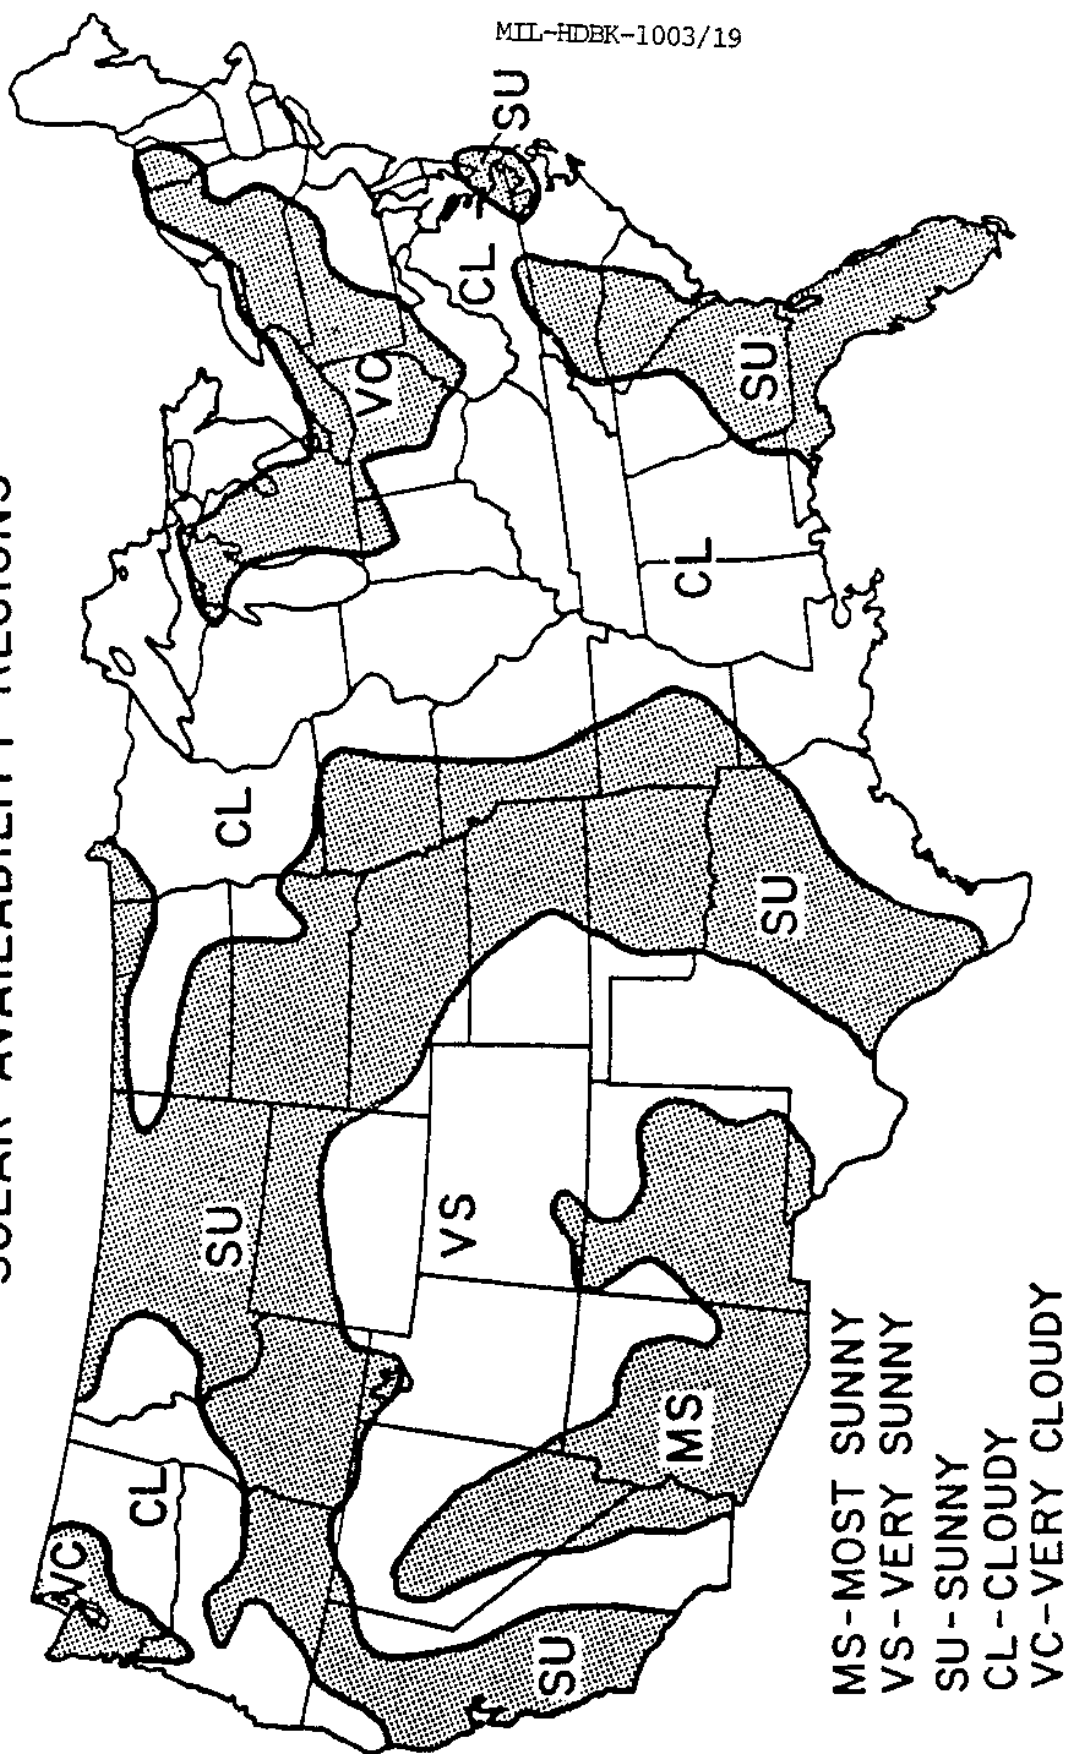 MIL-HDBK-1003/19
SOLAR AVAILABILITY REGIONS
VC
CL
SU
CL
VC
CL
SU
SU
MS
VS
SU
CL
SU
MS-MOST SUNNY
VS-VERY SUNNY
SU-SUNNY
CL-CLOUDY
VC-VERY CLOUDY